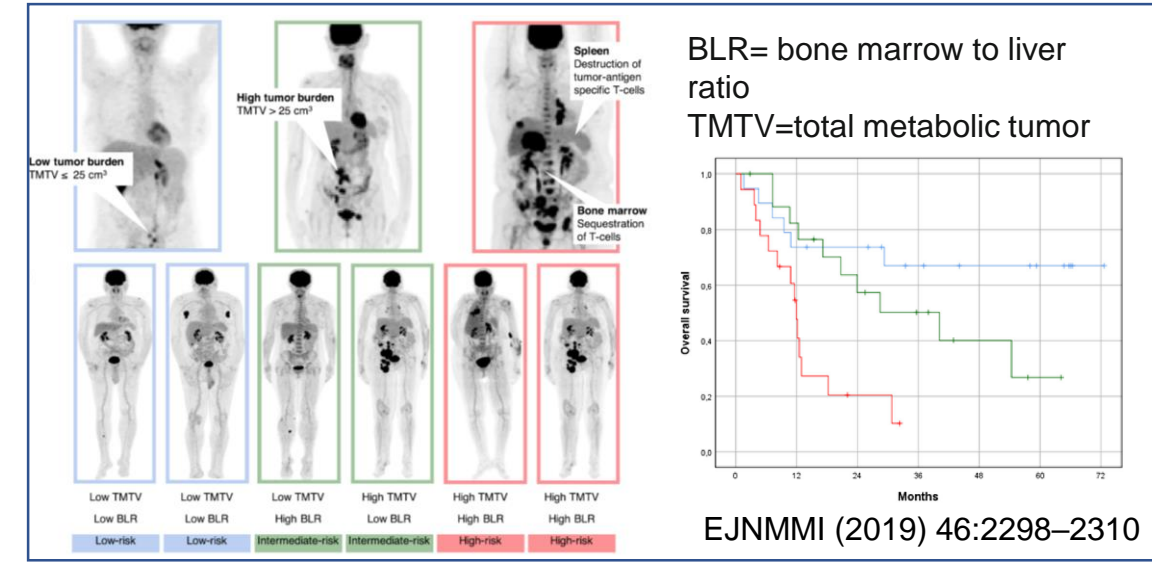 Low tumor burden
TMTV ≤ 25 cm³
High tumor burden
TMTV > 25 cm³
Spleen
Destruction of
tumor-antigen
specific T-cells
Bone marrow
Sequestration
of T-cells
Low TMTV Low TMTV Low TMTV High TMTV High TMTV High TMTV
Low BLR Low BLR High BLR Low BLR High BLR High BLR
Low-risk Low-risk Intermediate-risk Intermediate-risk High-risk High-risk
BLR= bone marrow to liver
ratio
TMTV=total metabolic tumor
Overall survival
1,0
0,8
0,6
0,4
0,2
0,0
0 12 24 36 48 60 72
Months
EJNMMI (2019) 46:2298–2310